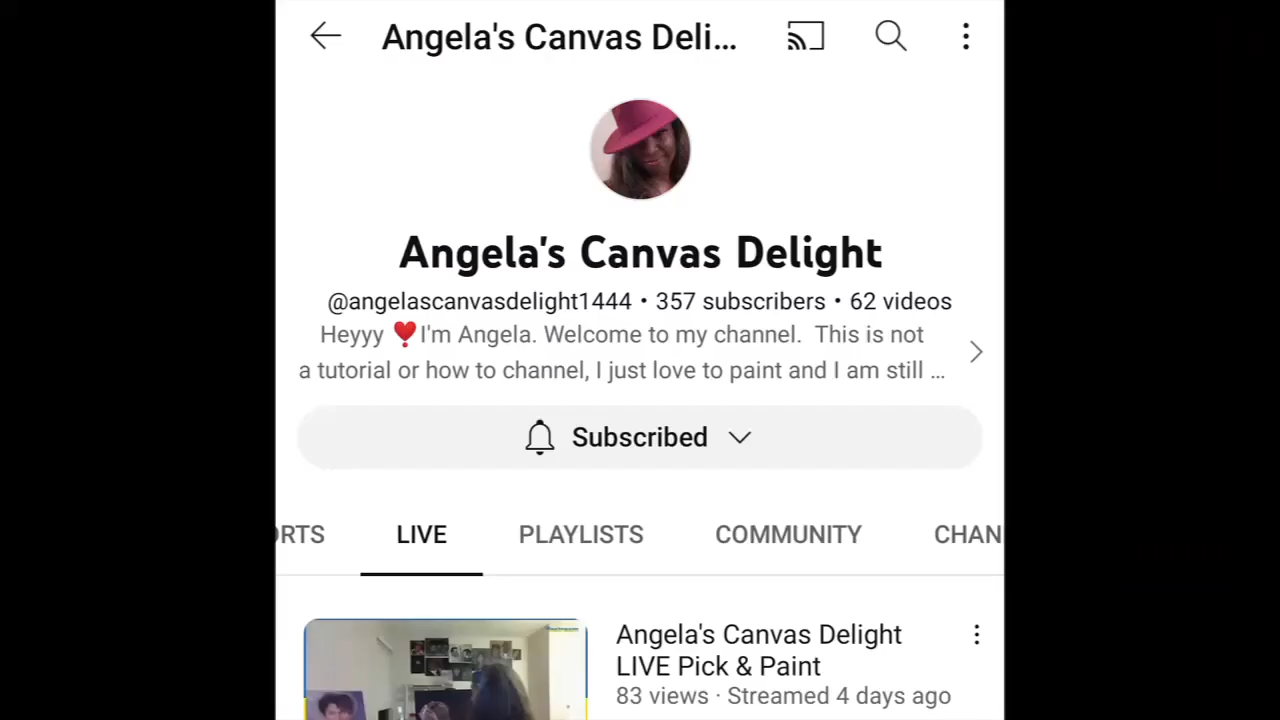 Angela's Canvas Deli...
Angela's Canvas Delight
@angelascanvasdelight1444 • 357 subscribers • 62 videos
Heyyy ❣️I'm Angela. Welcome to my channel. This is not
a tutorial or how to channel, I just love to paint and I am still ...
Subscribed
ORTS LIVE PLAYLISTS COMMUNITY CHAN
Angela's Canvas Delight
LIVE Pick & Paint
83 views · Streamed 4 days ago